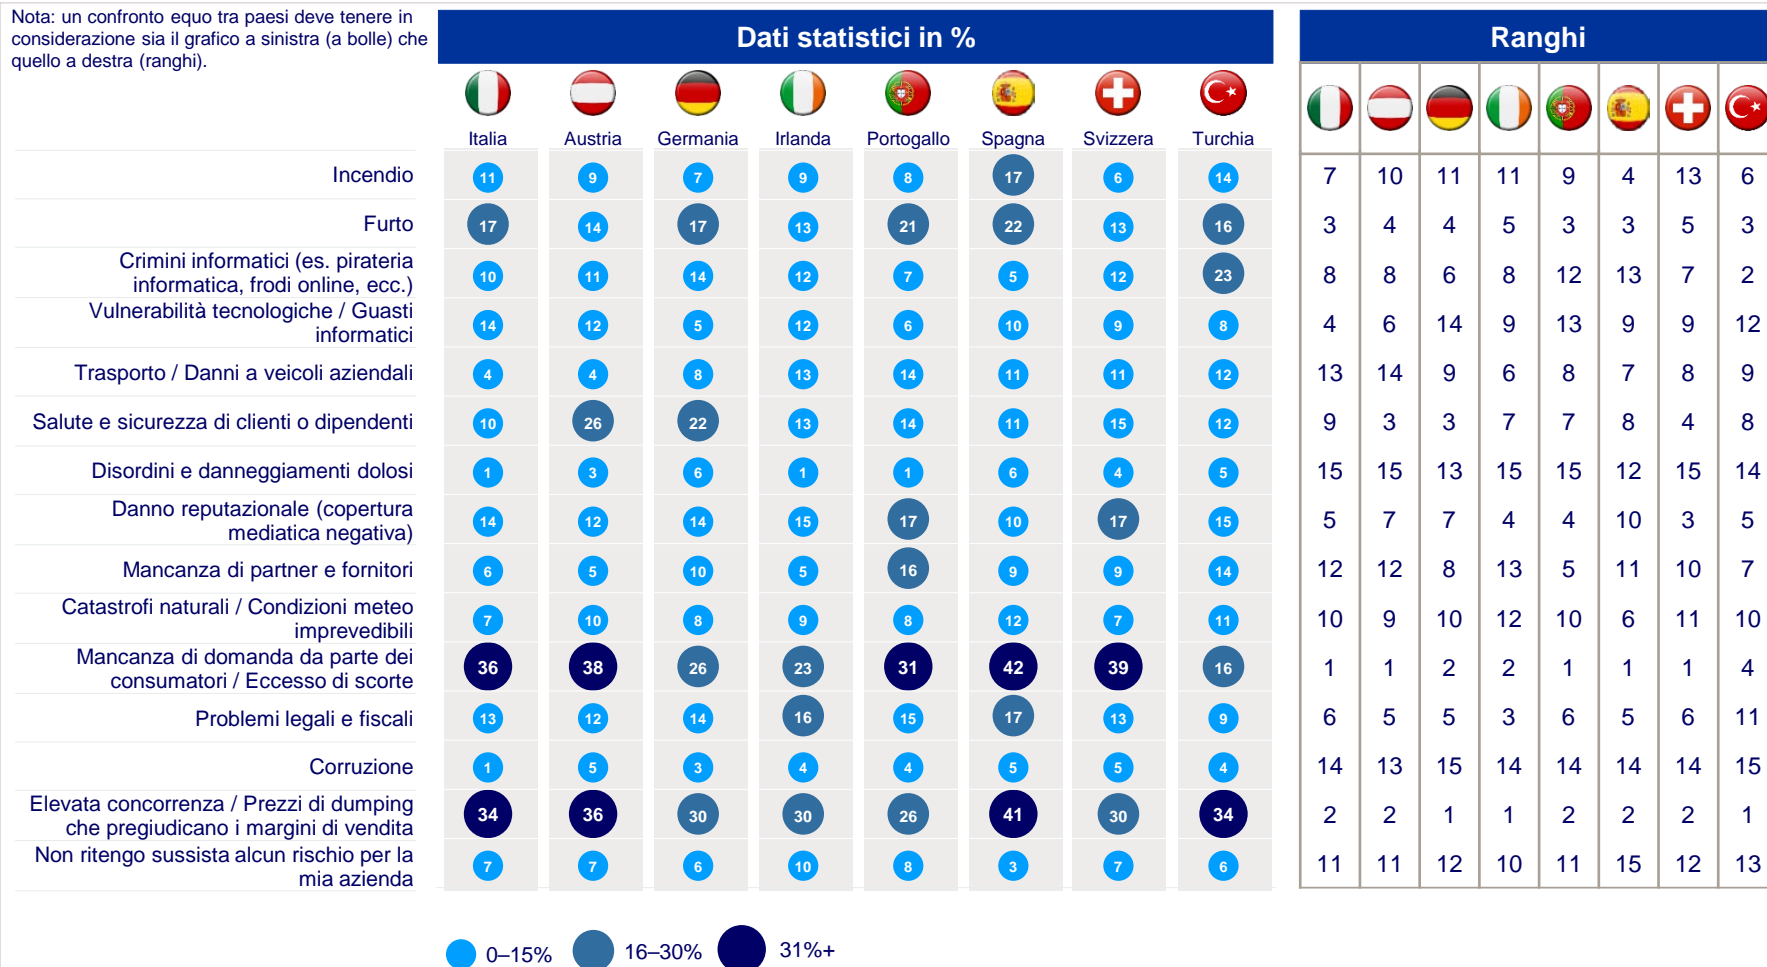 Nota: un confronto equo tra paesi deve tenere in
considerazione sia il grafico a sinistra (a bolle) che
quello a destra (ranghi).
Dati statistici in %
Ranghi
Italia Austria Germania Irlanda Portogallo Spagna Svizzera Turchia
Incendio 11 9 7 9 8 17 6 14 7 10 11 11 9 4 13 6
Furto 17 14 17 13 21 22 13 16 3 4 4 5 3 3 5 3
Crimini informatici (es. pirateria
informatica, frodi online, ecc.) 10 11 14 12 7 5 12 23 8 8 6 8 12 13 7 2
Vulnerabilità tecnologiche / Guasti
informatici 14 12 5 12 6 10 9 8 4 6 14 9 13 9 9 12
Trasporto / Danni a veicoli aziendali 4 4 8 13 14 11 11 12 13 14 9 6 8 7 8 9
Salute e sicurezza di clienti o dipendenti 10 26 22 13 14 11 15 12 9 3 3 7 7 8 4 8
Disordini e danneggiamenti dolosi 1 3 6 1 1 6 4 5 15 15 13 15 15 12 15 14
Danno reputazionale (copertura
mediatica negativa) 14 12 14 15 17 10 17 15 5 7 7 4 4 10 3 5
Mancanza di partner e fornitori 6 5 10 5 16 9 9 14 12 12 8 13 5 11 10 7
Catastrofi naturali / Condizioni meteo
imprevedibili 7 10 8 9 8 12 7 11 10 9 10 12 10 6 11 10
Mancanza di domanda da parte dei
consumatori / Eccesso di scorte 36 38 26 23 31 42 39 16 1 1 2 2 1 1 1 4
Problemi legali e fiscali 13 12 14 16 15 17 13 9 6 5 5 3 6 5 6 11
Corruzione 1 5 3 4 4 5 5 4 14 13 15 14 14 14 14 15
Elevata concorrenza / Prezzi di dumping
che pregiudicano i margini di vendita 34 36 30 30 26 41 30 34 2 2 1 1 2 2 2 1
Non ritengo sussista alcun rischio per la
mia azienda 7 7 6 10 8 3 7 6 11 11 12 10 11 15 12 13
0–15% 16–30% 31%+